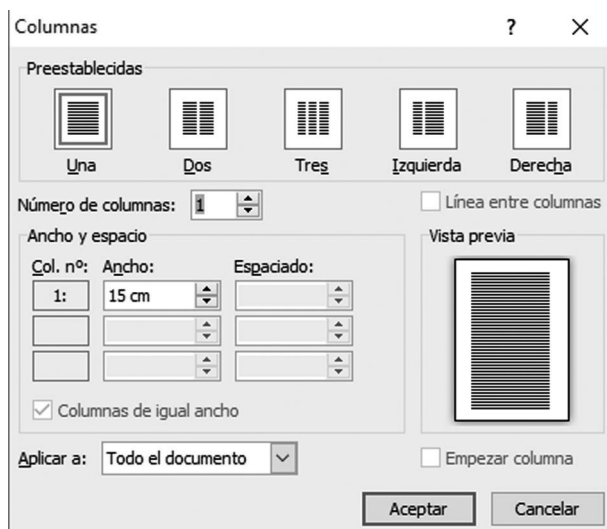 Columnas ? ×
Preestablecidas
Una Dos Tres Izquierda Derecha
Número de columnas: 1 Línea entre columnas
Ancho y espacio Vista previa
Col. nº: Ancho: Espaciado:
1: 15 cm
Columnas de igual ancho
Aplicar a: Todo el documento Empezar columna
Aceptar Cancelar